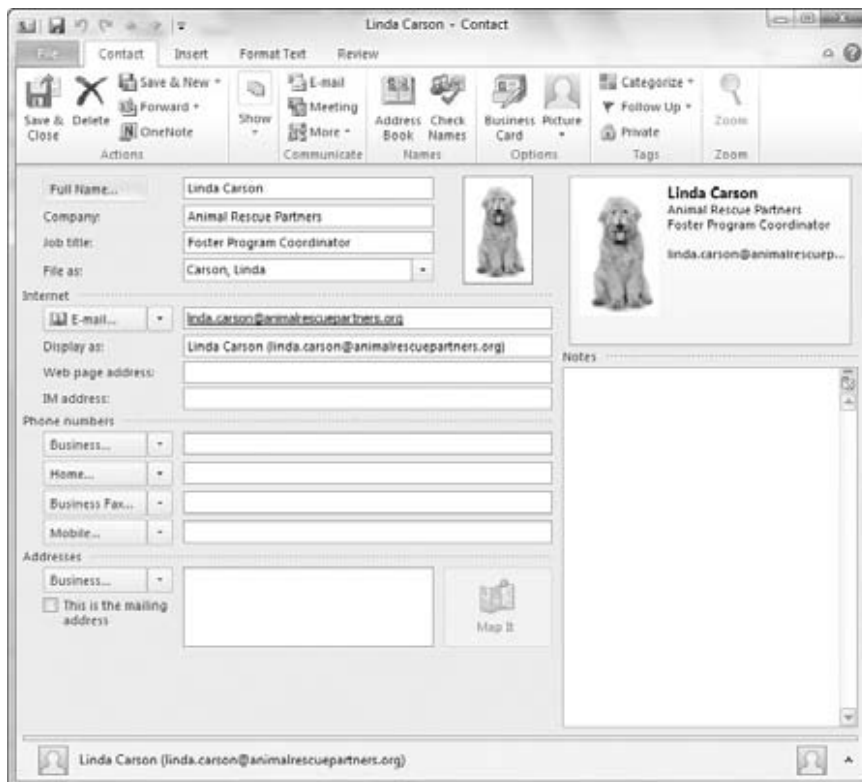 Linda Carson - Contact
File Contact Insert Format Text Review
Save & Close
Delete
Save & New
Forward
OneNote
Actions
Show
E-mail
Meeting
More
Communicate
Address Book
Check Names
Names
Business Card
Picture
Options
Categorize
Follow Up
Private
Tags
Zoom
Zoom
Full Name... Linda Carson
Company: Animal Rescue Partners
Job title: Foster Program Coordinator
File as: Carson, Linda
Linda Carson
Animal Rescue Partners
Foster Program Coordinator
linda.carson@animalrescuep...
Internet
E-mail... linda.carson@animalrescuepartners.org
Display as: Linda Carson (linda.carson@animalrescuepartners.org)
Web page address:
IM address:
Notes
Phone numbers
Business...
Home...
Business Fax...
Mobile...
Addresses
Business...
This is the mailing
address
Map It
Linda Carson (linda.carson@animalrescuepartners.org)